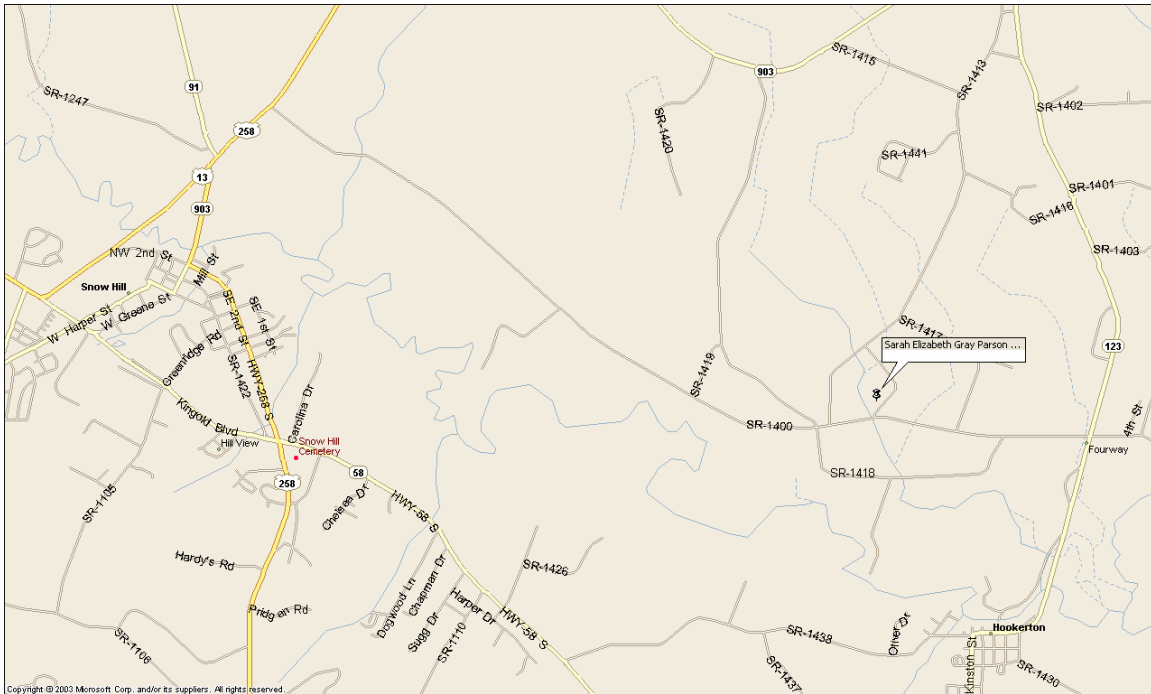 903
SR-1415
SR-1413
91
SR-1247
258
SR-1402
SR-1420
SR-1441
13
SR-1401
903
SR-1416
NW 2nd St
SR-1403
Mill St
Snow Hill
SE 1st St
W Greene St
SE 2nd St
W Harper St
SR-1417
Greenridge Rd
123
Sarah Elizabeth Gray Parson ...
SR-1422
HWY-258 S
SR-1419
Carolina Dr
Kingold Blvd
SR-1400
4th St
Hill View
Snow Hill
Cemetery
Fourway
58
SR-1418
258
SR-1105
Chelsea Dr
HWY-58 S
Hardy's Rd
SR-1426
Dogwood Ln
Chapman Dr
Harper Dr
Pridgen Rd
Sugg Dr
HWY-58 S
SR-1110
SR-1106
SR-1438
Hookerton
SR-1437
Kinston St
SR-1430
Copyright © 2003 Microsoft Corp. and/or its suppliers. All rights reserved.